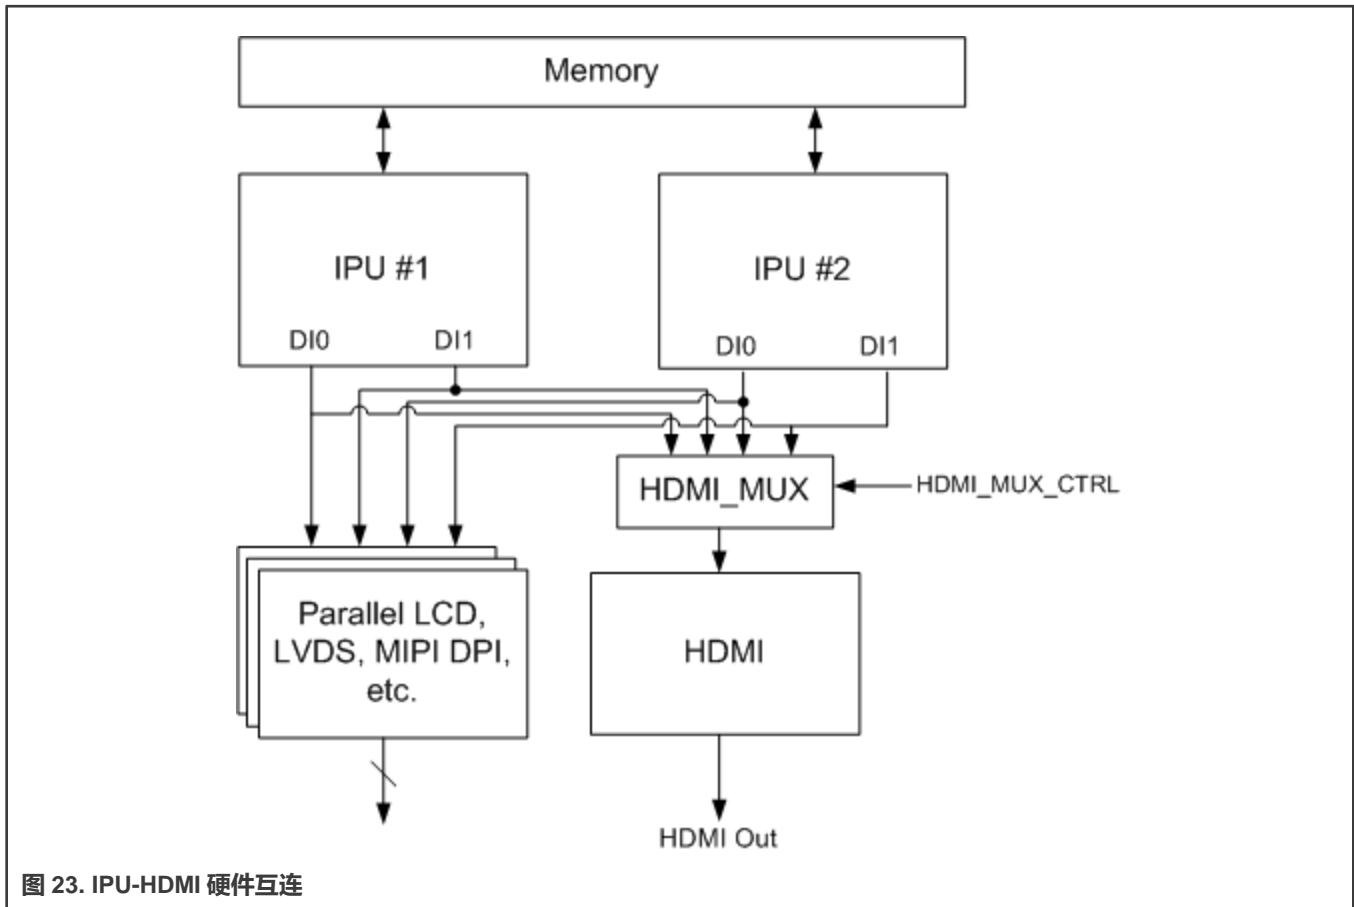 Memory
IPU #1
IPU #2
DI0
DI1
DI0
DI1
HDMI_MUX
HDMI_MUX_CTRL
Parallel LCD,
LVDS, MIPI DPI,
etc.
HDMI
HDMI Out
图 23. IPU-HDMI 硬件互连